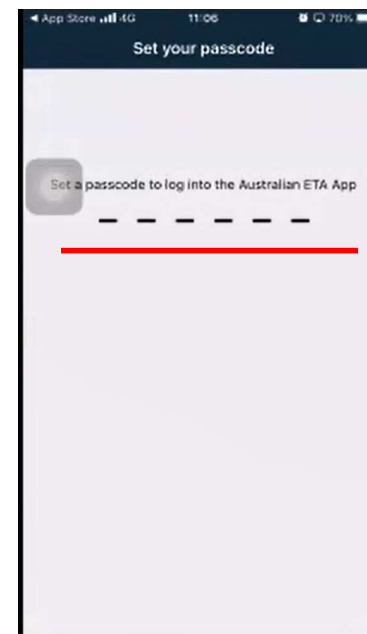 ◀ App Store 4G 11:06 70%
Set your passcode
Set a passcode to log into the Australian ETA App